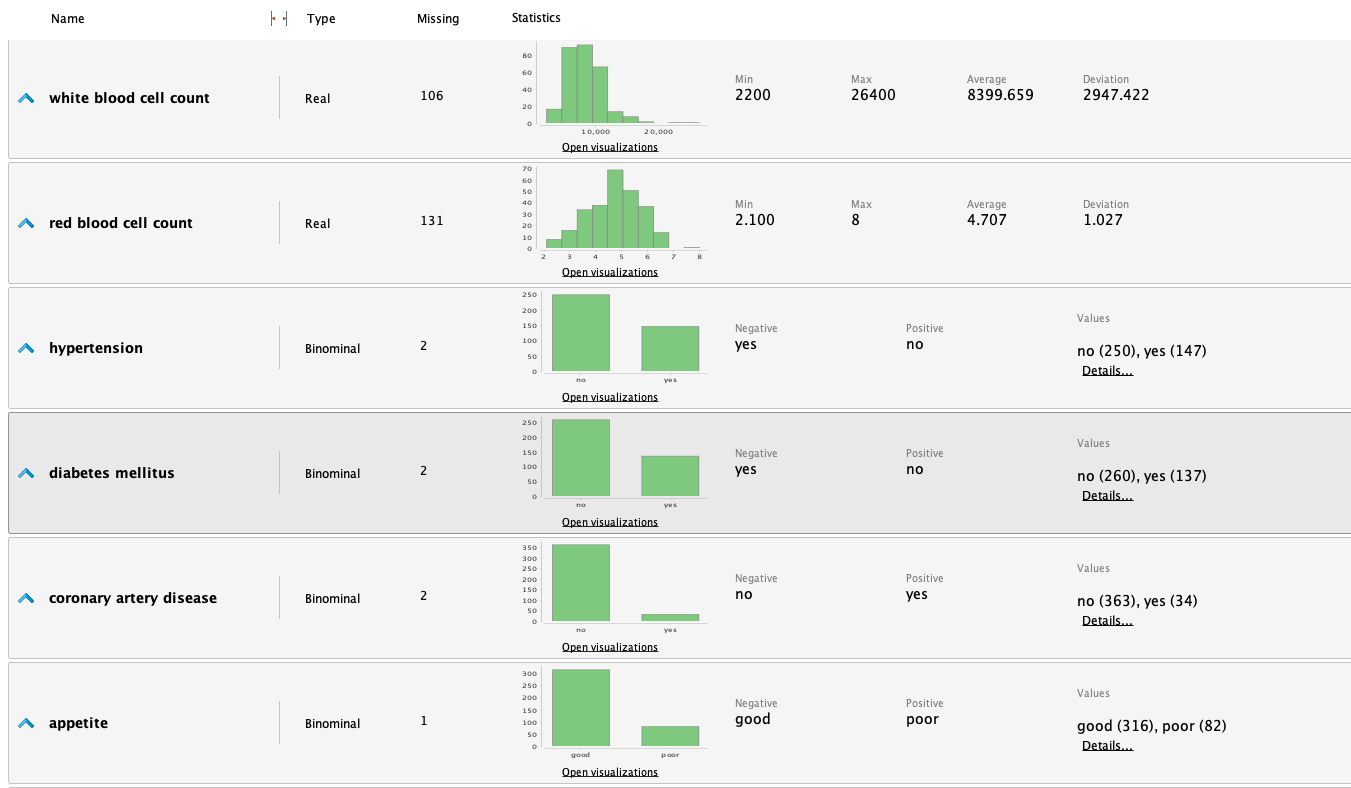 Name Type Missing Statistics
white blood cell count Real 106
80
60
40
20
0
10,000 20,000
Open visualizations
Min Max Average Deviation
2200 26400 8399.659 2947.422
red blood cell count Real 131
70
60
50
40
30
20
10
0
2 3 4 5 6 7 8
Open visualizations
Min Max Average Deviation
2.100 8 4.707 1.027
hypertension Binominal 2
250
200
150
100
50
0
no yes
Open visualizations
Negative Positive Values
yes no no (250), yes (147)
Details...
diabetes mellitus Binominal 2
250
200
150
100
50
0
no yes
Open visualizations
Negative Positive Values
yes no no (260), yes (137)
Details...
coronary artery disease Binominal 2
350
300
250
200
150
100
50
0
no yes
Open visualizations
Negative Positive Values
no yes no (363), yes (34)
Details...
appetite Binominal 1
300
250
200
150
100
50
0
good poor
Open visualizations
Negative Positive Values
good poor good (316), poor (82)
Details...